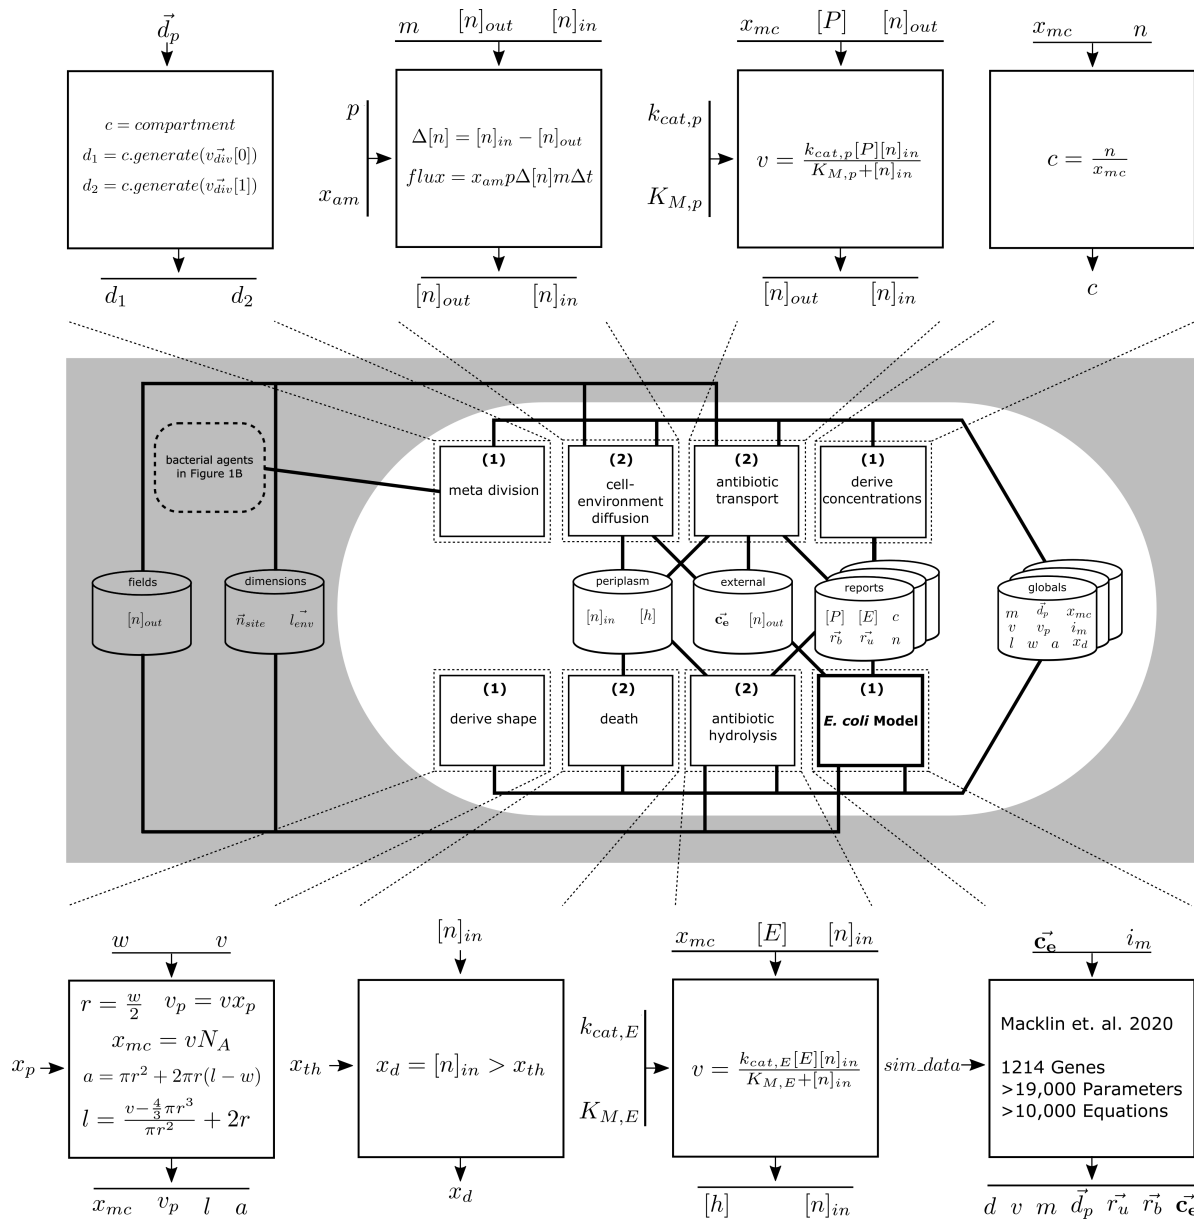 d⃗_p
c = compartment
d_1 = c.generate(v⃗_div[0])
d_2 = c.generate(v⃗_div[1])
d_1 d_2
m [n]_out [n]_in
p
x_am
Δ[n] = [n]_in − [n]_out
flux = x_am pΔ[n]mΔt
[n]_out [n]_in
x_mc [P] [n]_out
k_cat,p
K_M,p
v = k_cat,p[P][n]_in / K_M,p+[n]_in
[n]_out [n]_in
x_mc n
c = n / x_mc
c
bacterial agents
in Figure 1B
(1)
meta division
(2)
cell-
environment
diffusion
(2)
antibiotic
transport
(1)
derive
concentrations
fields
[n]_out
dimensions
n⃗_site l⃗_env
periplasm
[n]_in [h]
external
c⃗_e [n]_out
reports
[P] [E] c
r⃗_b r⃗_u n
globals
m d⃗_p x_mc
v v_p i_m
l w a x_d
(1)
derive shape
(2)
death
(2)
antibiotic
hydrolysis
(1)
E. coli Model
w v
x_p
r = w/2 v_p = vx_p
x_mc = vN_A
a = πr² + 2πr(l − w)
l = (v − 4/3 πr³) / πr² + 2r
x_mc v_p l a
[n]_in
x_th
x_d = [n]_in > x_th
x_d
x_mc [E] [n]_in
k_cat,E
K_M,E
v = k_cat,E[E][n]_in / K_M,E+[n]_in
[h] [n]_in
c⃗_e i_m
sim_data
Macklin et. al. 2020
1214 Genes
>19,000 Parameters
>10,000 Equations
d v m d⃗_p r⃗_u r⃗_b c⃗_e